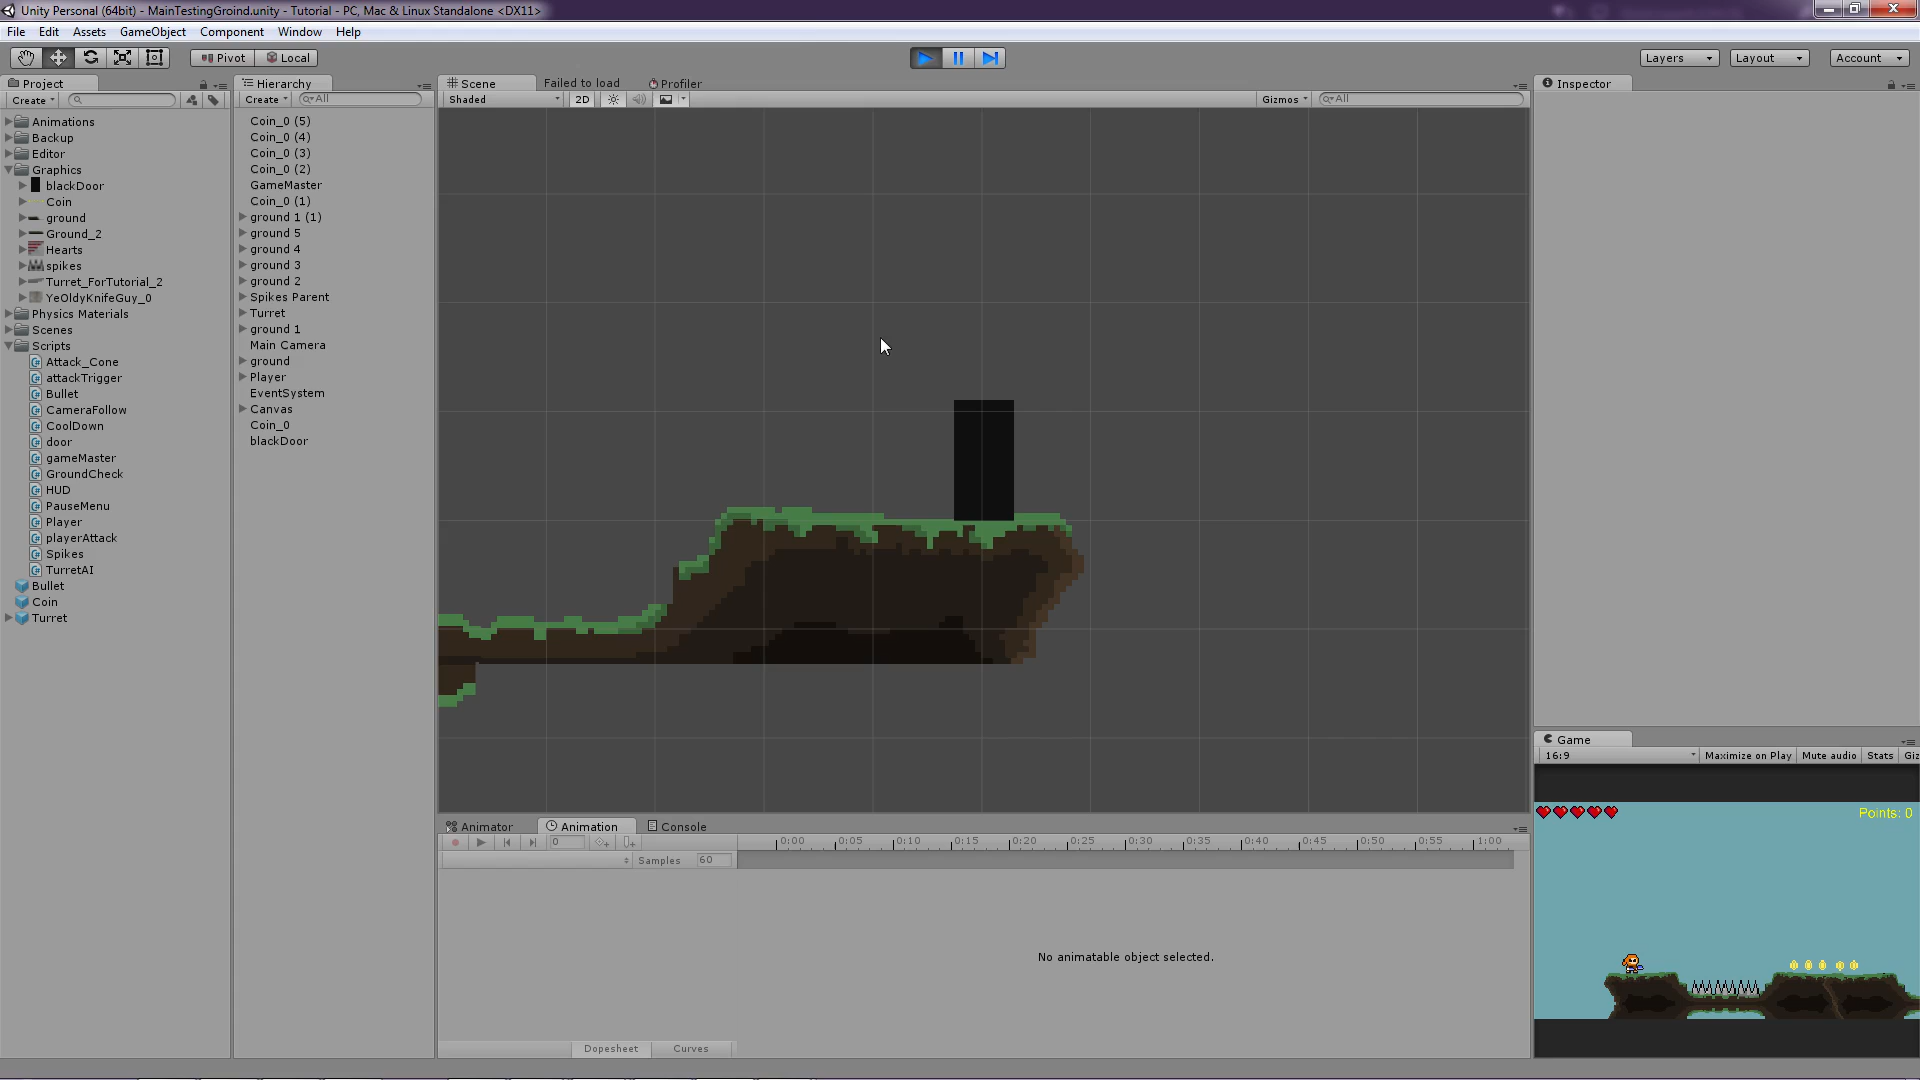 Unity Personal (64bit) - MainTestingGroind.unity - Tutorial - PC, Mac & Linux Standalone <DX11>
File Edit Assets GameObject Component Window Help
Pivot Local Layers Layout Account
Project Hierarchy Scene Failed to load Profiler Inspector
Create Create All Shaded 2D Gizmos All
Animations
Backup
Editor
Graphics
blackDoor
Coin
ground
Ground_2
Hearts
spikes
Turret_ForTutorial_2
YeOldyKnifeGuy_0
Physics Materials
Scenes
Scripts
Attack_Cone
attackTrigger
Bullet
CameraFollow
CoolDown
door
gameMaster
GroundCheck
HUD
PauseMenu
Player
playerAttack
Spikes
TurretAI
Bullet
Coin
Turret
Coin_0 (5)
Coin_0 (4)
Coin_0 (3)
Coin_0 (2)
GameMaster
Coin_0 (1)
ground 1 (1)
ground 5
ground 4
ground 3
ground 2
Spikes Parent
Turret
ground 1
Main Camera
ground
Player
EventSystem
Canvas
Coin_0
blackDoor
Animator Animation Console
0 0:00 0:05 0:10 0:15 0:20 0:25 0:30 0:35 0:40 0:45 0:50 0:55 1:00
Samples 60
No animatable object selected.
Dopesheet Curves
Game
16:9 Maximize on Play Mute audio Stats Giz
Points: 0